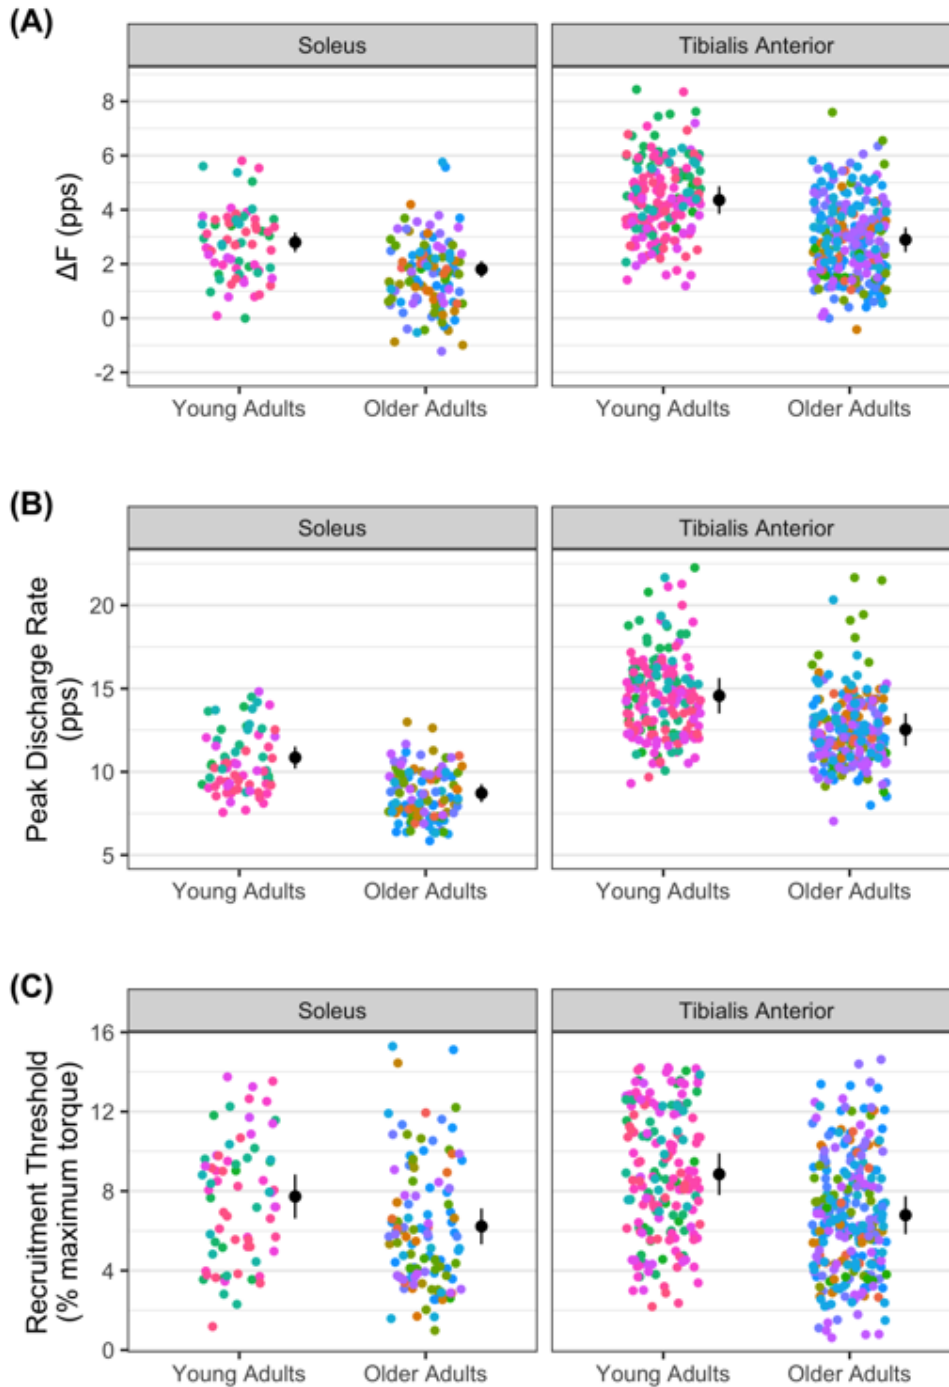 (A)
Soleus
Tibialis Anterior
ΔF (pps)
8
6
4
2
0
-2
Young Adults
Older Adults
Young Adults
Older Adults
(B)
Soleus
Tibialis Anterior
Peak Discharge Rate
(pps)
20
15
10
5
Young Adults
Older Adults
Young Adults
Older Adults
(C)
Soleus
Tibialis Anterior
Recruitment Threshold
(% maximum torque)
16
12
8
4
0
Young Adults
Older Adults
Young Adults
Older Adults